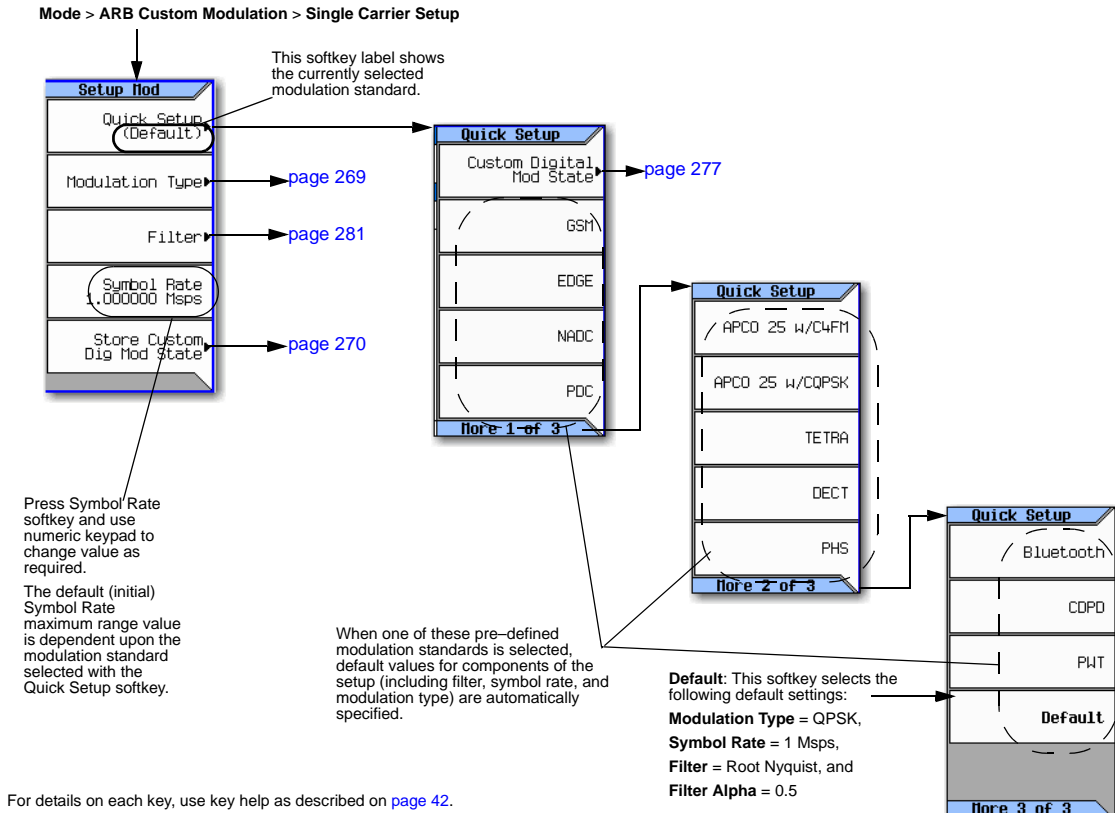 Mode > ARB Custom Modulation > Single Carrier Setup
This softkey label shows
the currently selected
modulation standard.
Setup Mod
Quick Setup
(Default)
Modulation Type
page 269
Filter
page 281
Symbol Rate
1.000000 Msps
Store Custom
Dig Mod State
page 270
Quick Setup
Custom Digital
Mod State
page 277
GSM
EDGE
NADC
PDC
More 1 of 3
Quick Setup
APCO 25 w/C4FM
APCO 25 w/CQPSK
TETRA
DECT
PHS
More 2 of 3
Quick Setup
Bluetooth
CDPD
PWT
Default
More 3 of 3
Press Symbol Rate
softkey and use
numeric keypad to
change value as
required.
The default (initial)
Symbol Rate
maximum range value
is dependent upon the
modulation standard
selected with the
Quick Setup softkey.
When one of these pre–defined
modulation standards is selected,
default values for components of the
setup (including filter, symbol rate, and
modulation type) are automatically
specified.
Default: This softkey selects the
following default settings:
Modulation Type = QPSK,
Symbol Rate = 1 Msps,
Filter = Root Nyquist, and
Filter Alpha = 0.5
For details on each key, use key help as described on page 42.